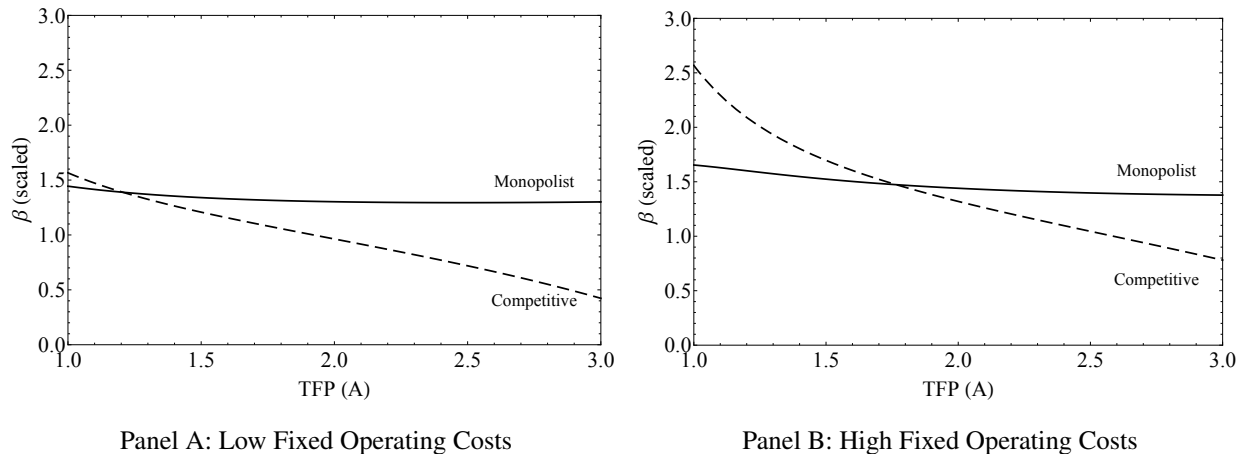 3.0
2.5
2.0
1.5
1.0
0.5
0.0
β (scaled)
Monopolist
Competitive
1.0 1.5 2.0 2.5 3.0
TFP (A)
Panel A: Low Fixed Operating Costs
3.0
2.5
2.0
1.5
1.0
0.5
0.0
β (scaled)
Monopolist
Competitive
1.0 1.5 2.0 2.5 3.0
TFP (A)
Panel B: High Fixed Operating Costs